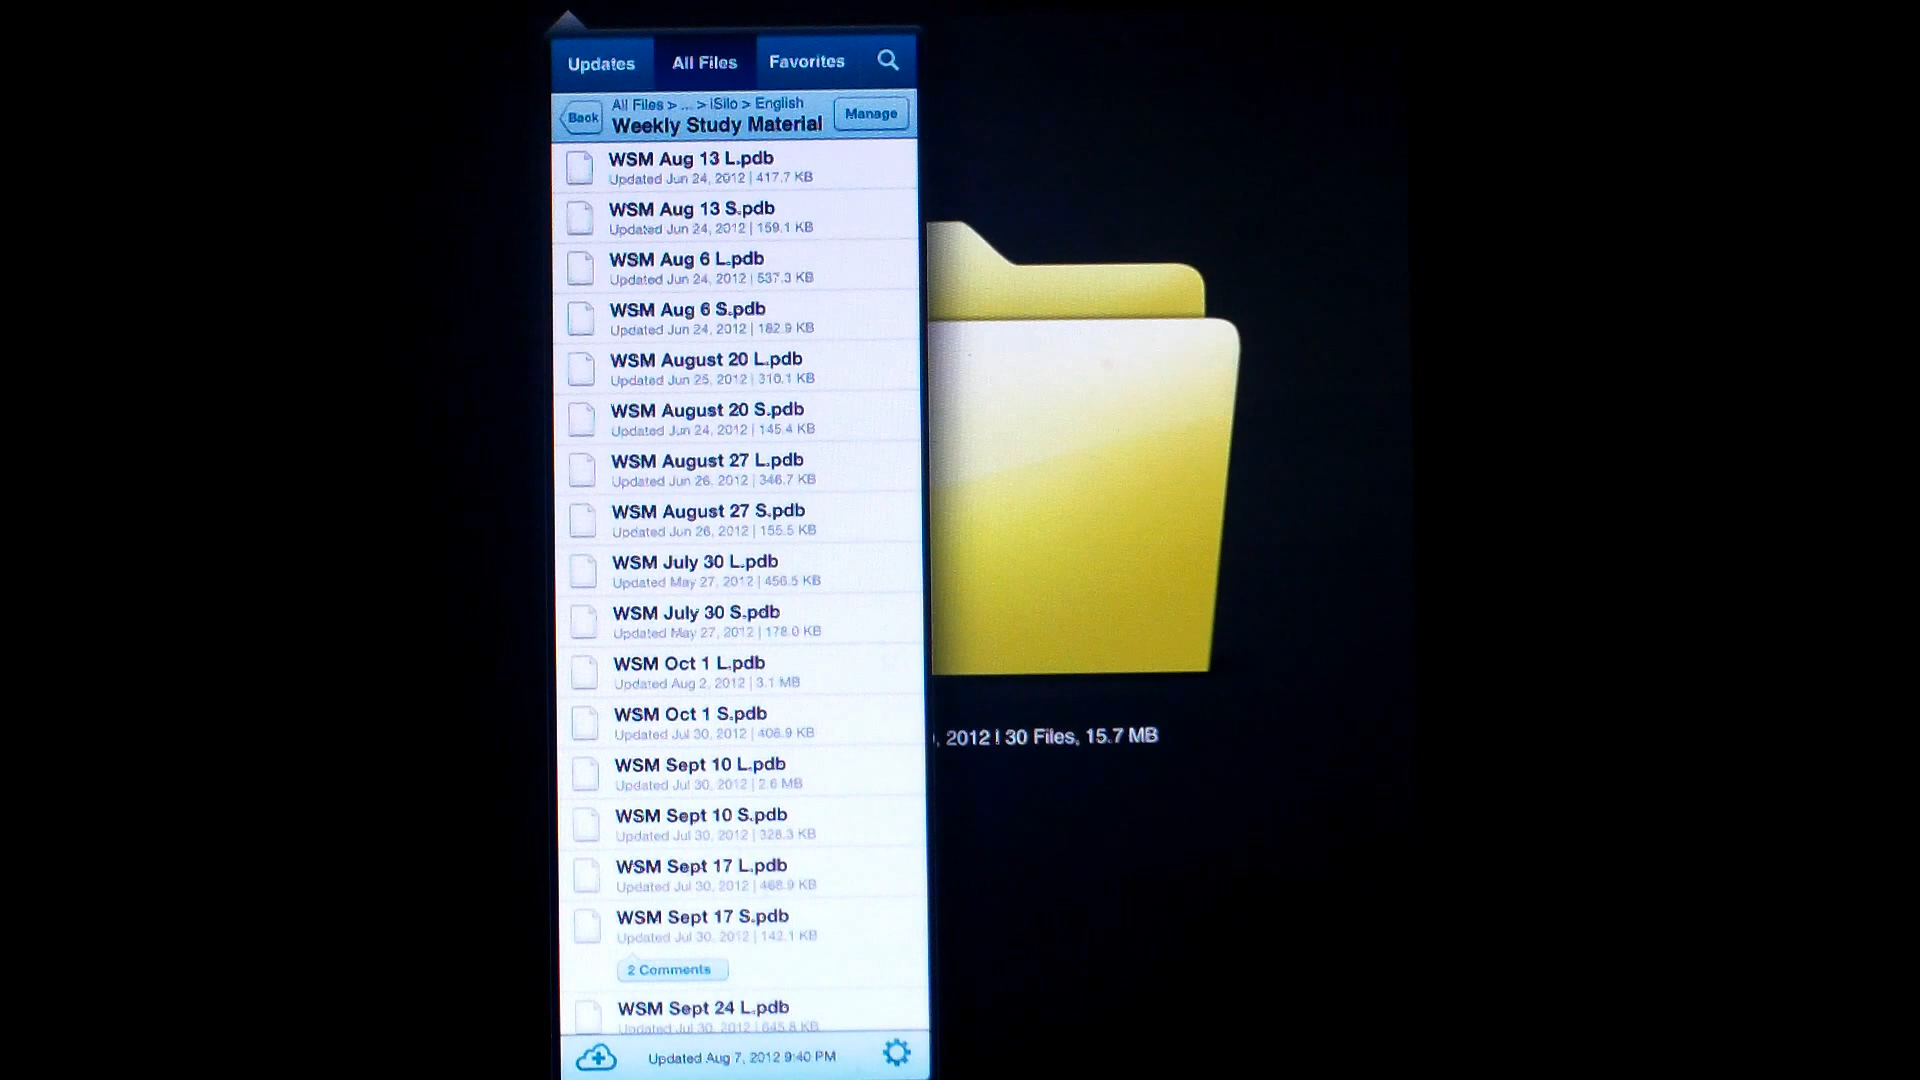 Updates All Files Favorites
Back
All Files > ... > iSilo > English
Weekly Study Material
Manage
WSM Aug 13 L.pdb
Updated Jun 24, 2012 | 417.7 KB
WSM Aug 13 S.pdb
Updated Jun 24, 2012 | 159.1 KB
WSM Aug 6 L.pdb
Updated Jun 24, 2012 | 537.3 KB
WSM Aug 6 S.pdb
Updated Jun 24, 2012 | 182.9 KB
WSM August 20 L.pdb
Updated Jun 25, 2012 | 310.1 KB
WSM August 20 S.pdb
Updated Jun 24, 2012 | 145.4 KB
WSM August 27 L.pdb
Updated Jun 26, 2012 | 346.7 KB
WSM August 27 S.pdb
Updated Jun 26, 2012 | 155.5 KB
WSM July 30 L.pdb
Updated May 27, 2012 | 456.5 KB
WSM July 30 S.pdb
Updated May 27, 2012 | 178.0 KB
WSM Oct 1 L.pdb
Updated Aug 2, 2012 | 3.1 MB
WSM Oct 1 S.pdb
Updated Jul 30, 2012 | 406.9 KB
WSM Sept 10 L.pdb
Updated Jul 30, 2012 | 2.6 MB
WSM Sept 10 S.pdb
Updated Jul 30, 2012 | 328.3 KB
WSM Sept 17 L.pdb
Updated Jul 30, 2012 | 468.9 KB
WSM Sept 17 S.pdb
Updated Jul 30, 2012 | 142.1 KB
2 Comments
WSM Sept 24 L.pdb
Updated Jul 30, 2012 | 645.8 KB
Updated Aug 7, 2012 9:40 PM
, 2012 | 30 Files, 15.7 MB